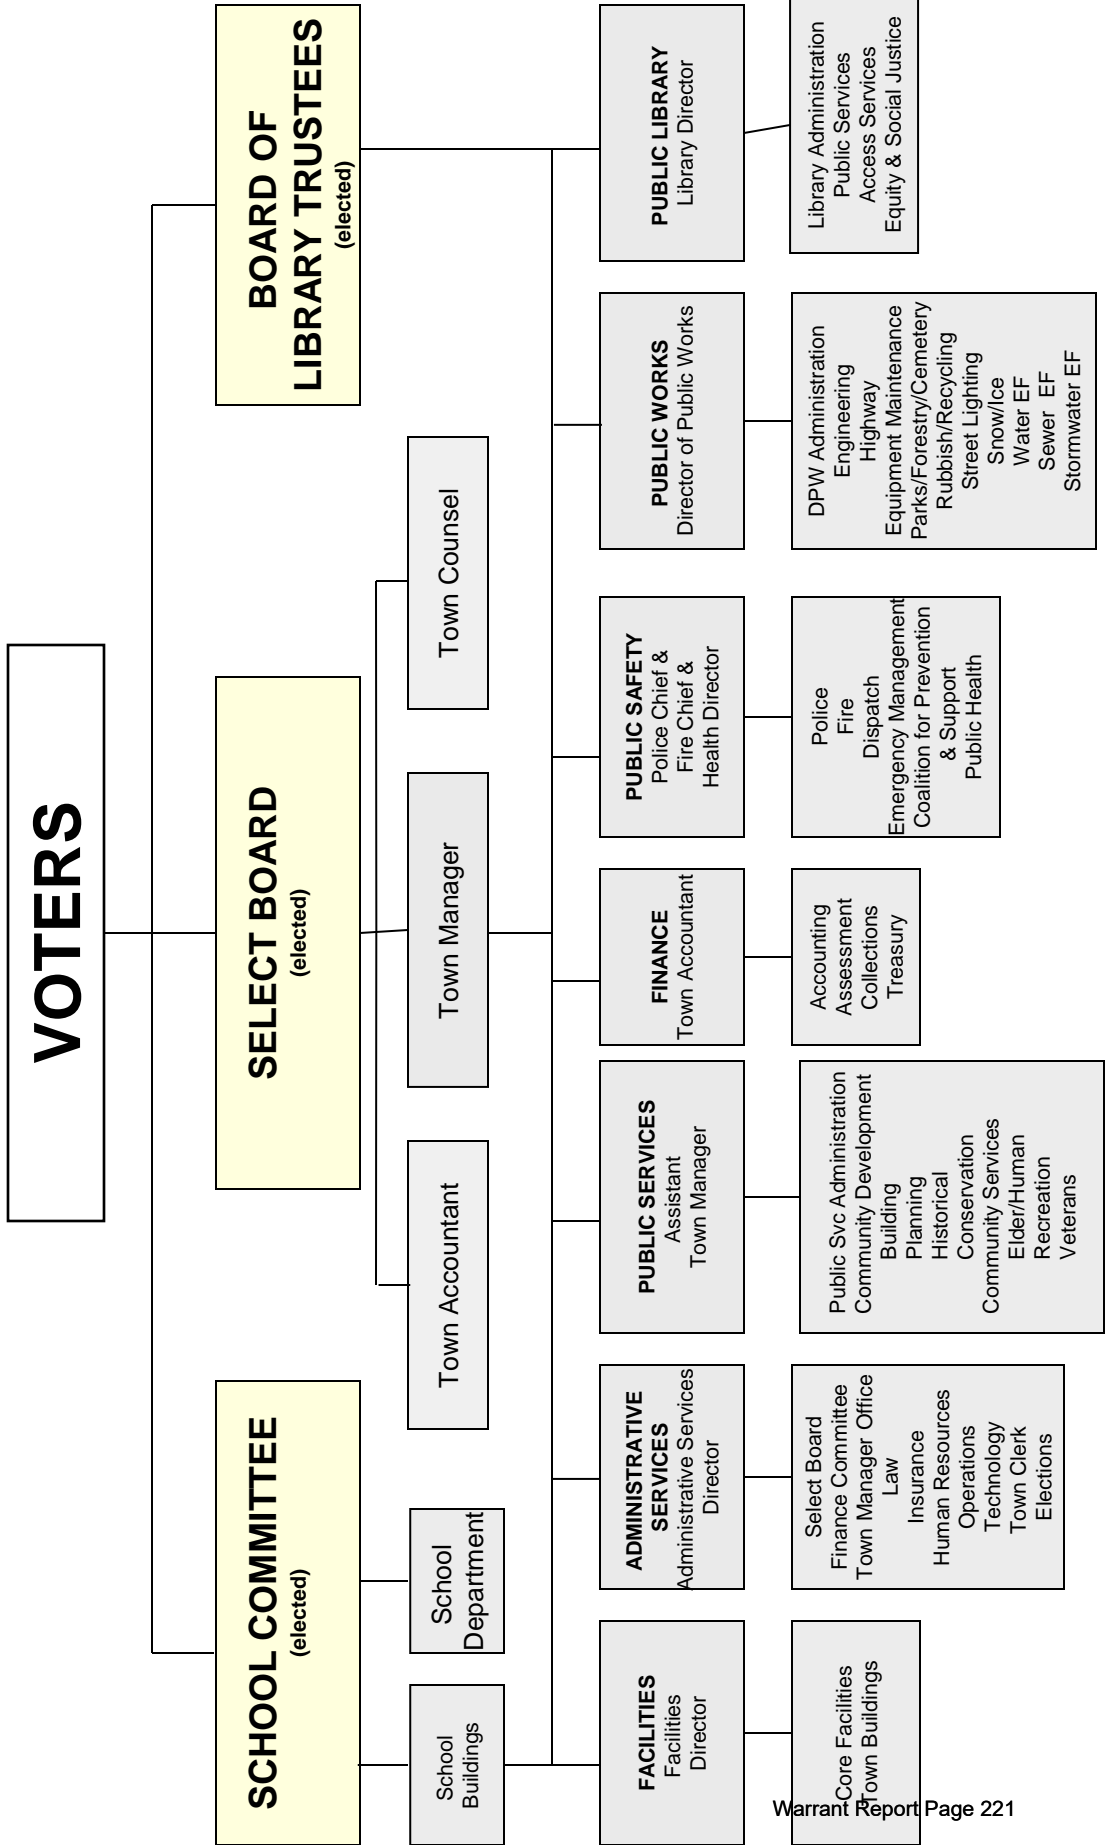 VOTERS
SCHOOL COMMITTEE
(elected)
SELECT BOARD
(elected)
BOARD OF
LIBRARY TRUSTEES
(elected)
School
Buildings
School
Department
Town Accountant
Town Manager
Town Counsel
FACILITIES
Facilities
Director
ADMINISTRATIVE
SERVICES
Administrative Services
Director
PUBLIC SERVICES
Assistant
Town Manager
FINANCE
Town Accountant
PUBLIC SAFETY
Police Chief &
Fire Chief &
Health Director
PUBLIC WORKS
Director of Public Works
PUBLIC LIBRARY
Library Director
Core Facilities
Town Buildings
Select Board
Finance Committee
Town Manager Office
Law
Insurance
Human Resources
Operations
Technology
Town Clerk
Elections
Public Svc Administration
Community Development
Building
Planning
Historical
Conservation
Community Services
Elder/Human
Recreation
Veterans
Accounting
Assessment
Collections
Treasury
Police
Fire
Dispatch
Emergency Management
Coalition for Prevention
& Support
Public Health
DPW Administration
Engineering
Highway
Equipment Maintenance
Parks/Forestry/Cemetery
Rubbish/Recycling
Street Lighting
Snow/Ice
Water EF
Sewer EF
Stormwater EF
Library Administration
Public Services
Access Services
Equity & Social Justice
Warrant Report Page 221